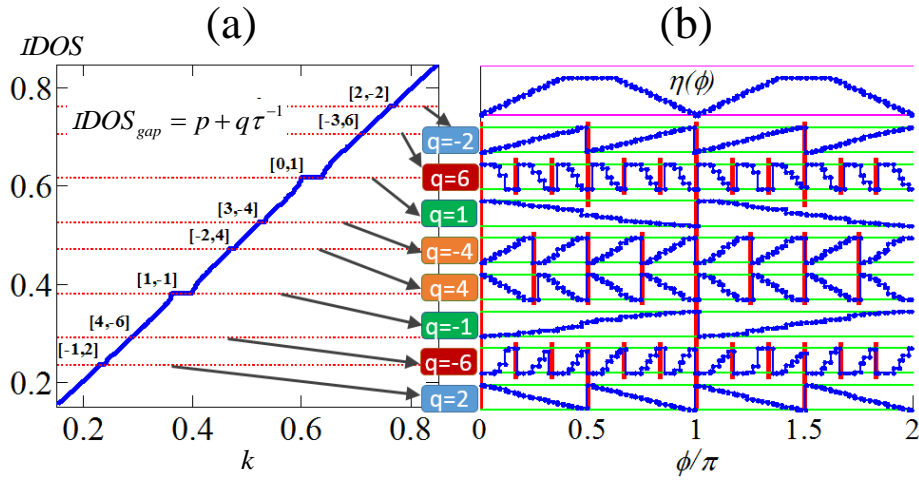 (a)
(b)
IDOS
0.8
0.6
0.4
0.2
IDOS_gap = p + qτ̄⁻¹
[2,-2]
[-3,6]
[0,1]
[3,-4]
[-2,4]
[1,-1]
[4,-6]
[-1,2]
0.2 0.4 0.6 0.8
k
q=-2
q=6
q=1
q=-4
q=4
q=-1
q=-6
q=2
η(ϕ)
0 0.5 1 1.5 2
ϕ/π